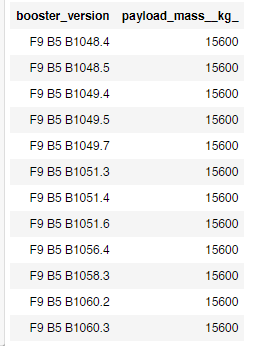 booster_version payload_mass__kg_
F9 B5 B1048.4 15600
F9 B5 B1048.5 15600
F9 B5 B1049.4 15600
F9 B5 B1049.5 15600
F9 B5 B1049.7 15600
F9 B5 B1051.3 15600
F9 B5 B1051.4 15600
F9 B5 B1051.6 15600
F9 B5 B1056.4 15600
F9 B5 B1058.3 15600
F9 B5 B1060.2 15600
F9 B5 B1060.3 15600